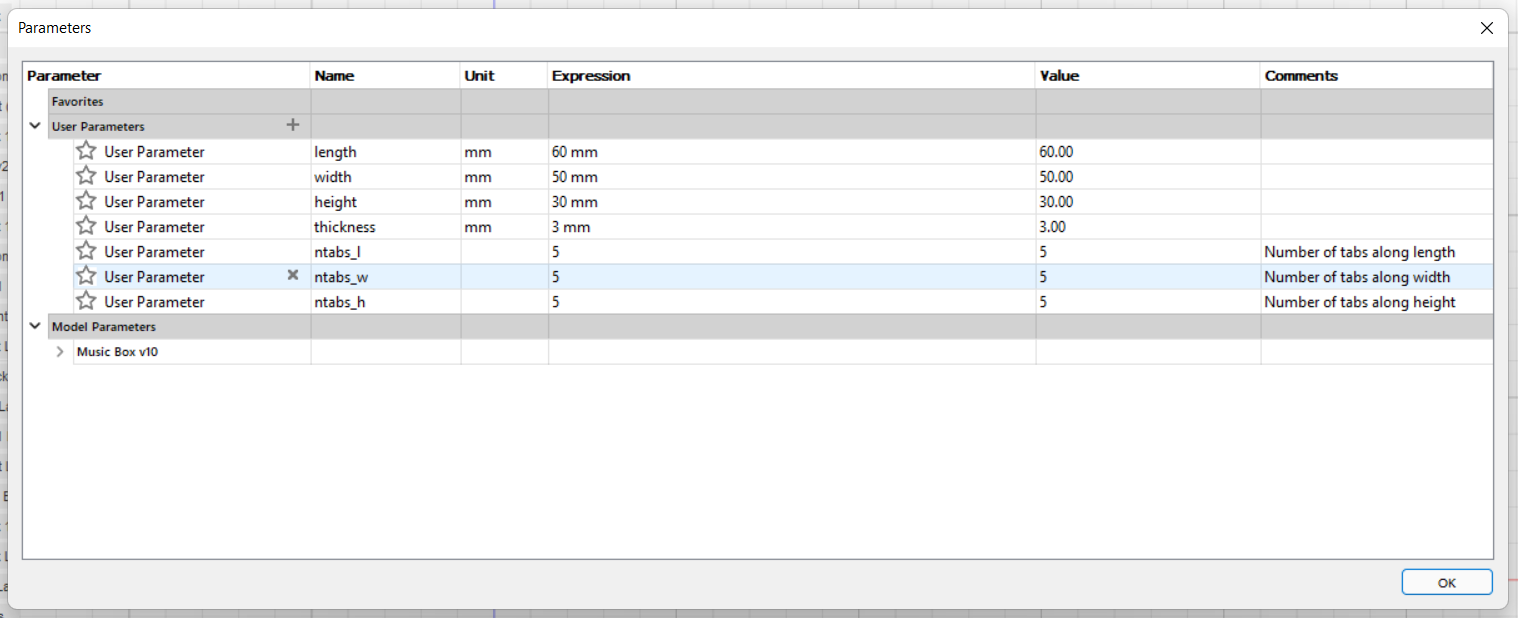 Parameters
Parameter Name Unit Expression Value Comments
Favorites
User Parameters
User Parameter length mm 60 mm 60.00
User Parameter width mm 50 mm 50.00
User Parameter height mm 30 mm 30.00
User Parameter thickness mm 3 mm 3.00
User Parameter ntabs_l 5 5 Number of tabs along length
User Parameter ntabs_w 5 5 Number of tabs along width
User Parameter ntabs_h 5 5 Number of tabs along height
Model Parameters
Music Box v10
OK